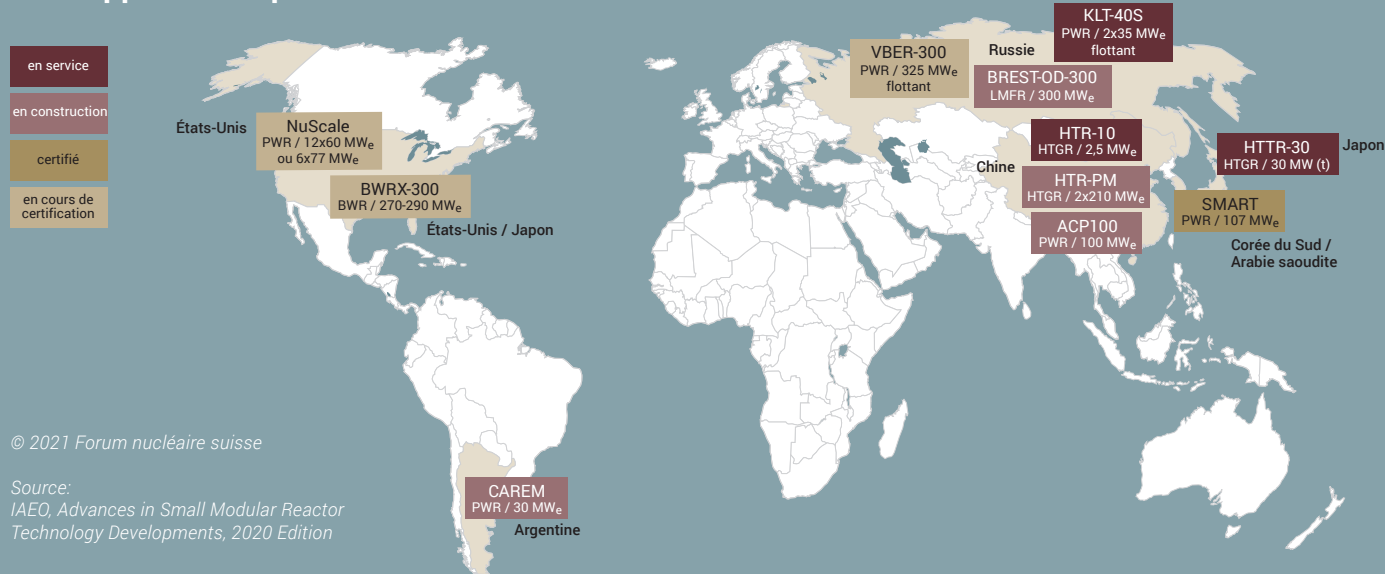 en service
en construction
certifié
en cours de
certification
États-Unis
NuScale
PWR / 12x60 MWe
ou 6x77 MWe
BWRX-300
BWR / 270-290 MWe
États-Unis / Japon
CAREM
PWR / 30 MWe
Argentine
VBER-300
PWR / 325 MWe
flottant
Russie
KLT-40S
PWR / 2x35 MWe
flottant
BREST-OD-300
LMFR / 300 MWe
Chine
HTR-10
HTGR / 2,5 MWe
HTR-PM
HTGR / 2x210 MWe
ACP100
PWR / 100 MWe
HTTR-30
HTGR / 30 MW (t)
Japon
SMART
PWR / 107 MWe
Corée du Sud /
Arabie saoudite
© 2021 Forum nucléaire suisse
Source:
IAEO, Advances in Small Modular Reactor
Technology Developments, 2020 Edition